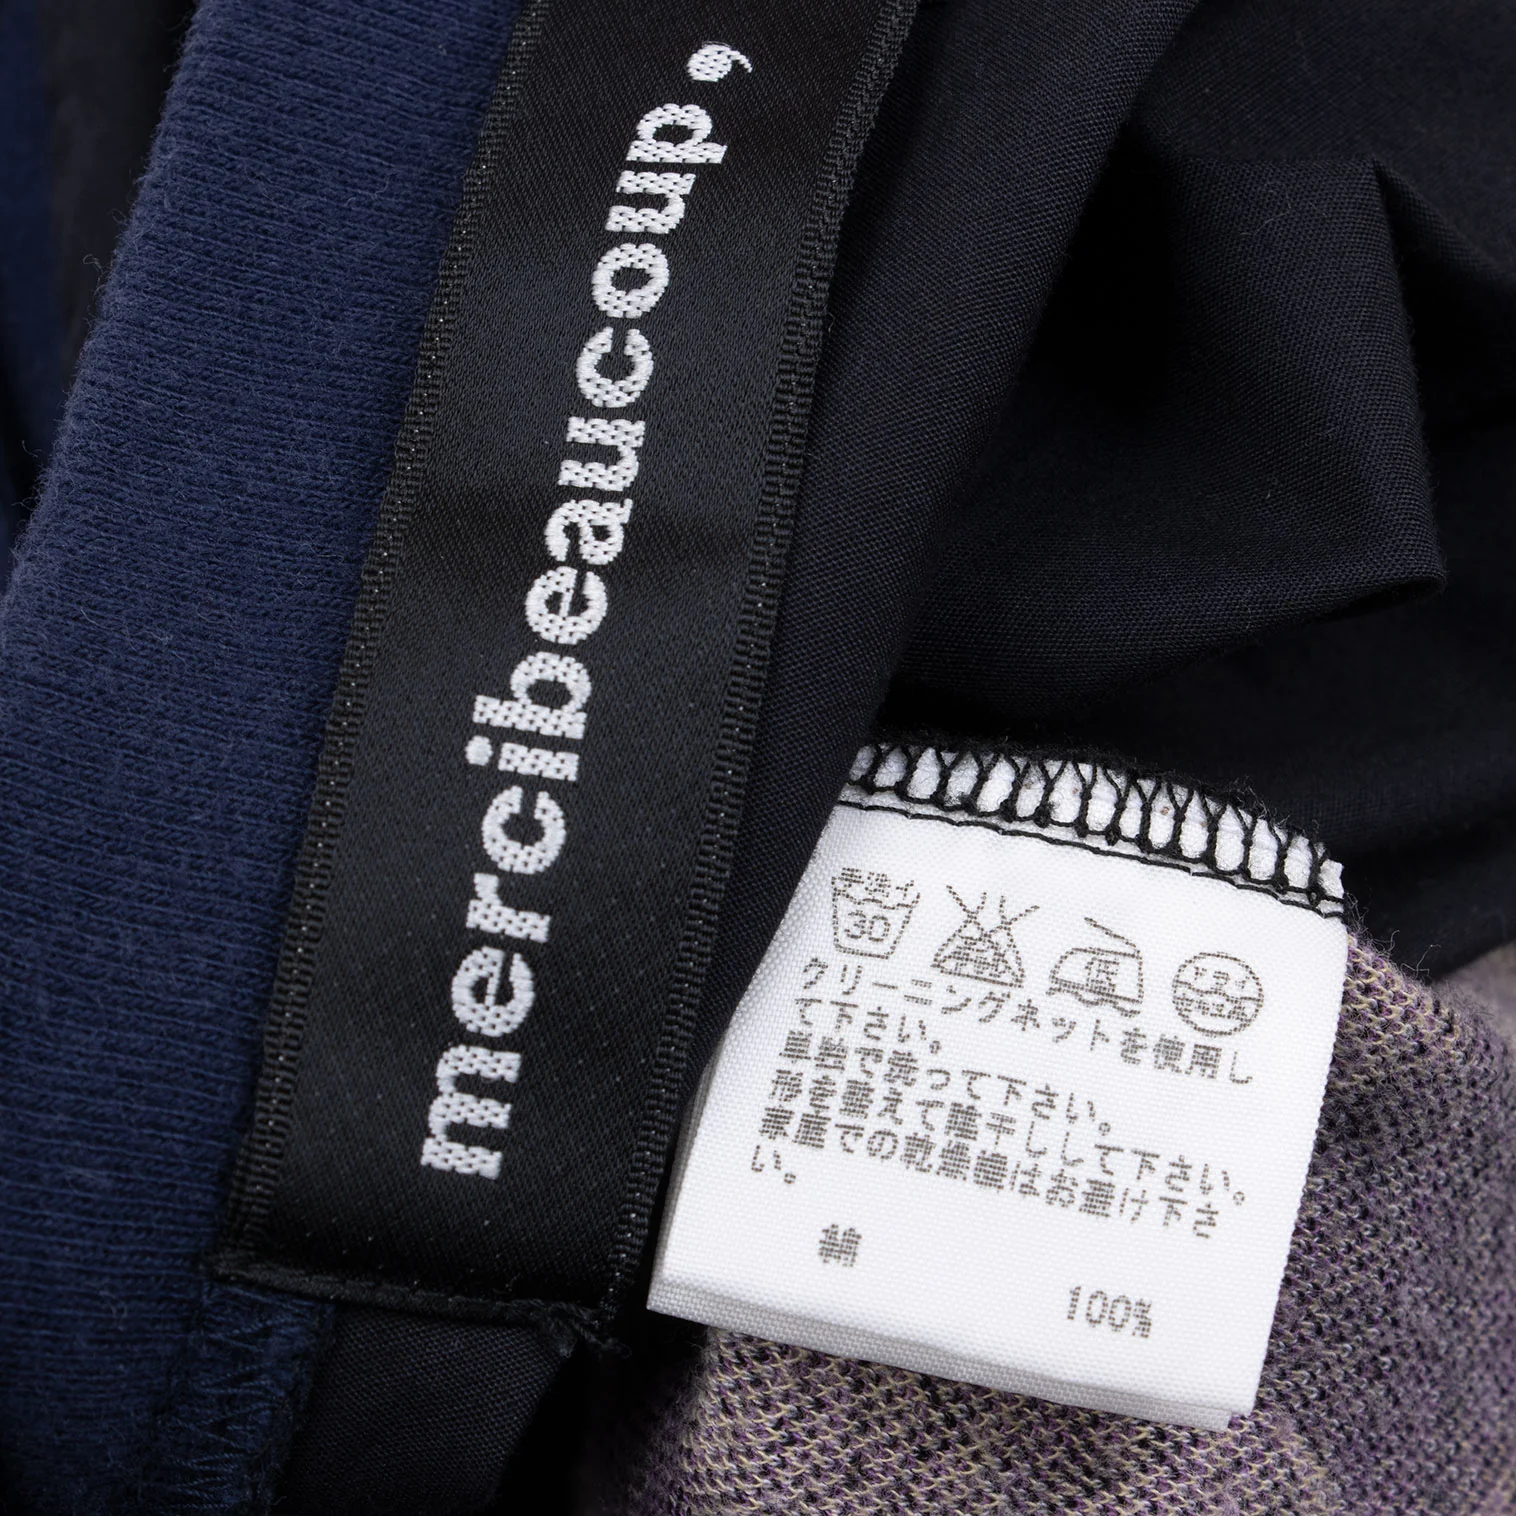 mercibeaucoup,
手洗イ
30
クリーニングネットを使用し
て下さい。
単独で洗って下さい。
形を整えて陰干しして下さい。
家庭での乾燥機はお避け下さ
い。
綿
100%